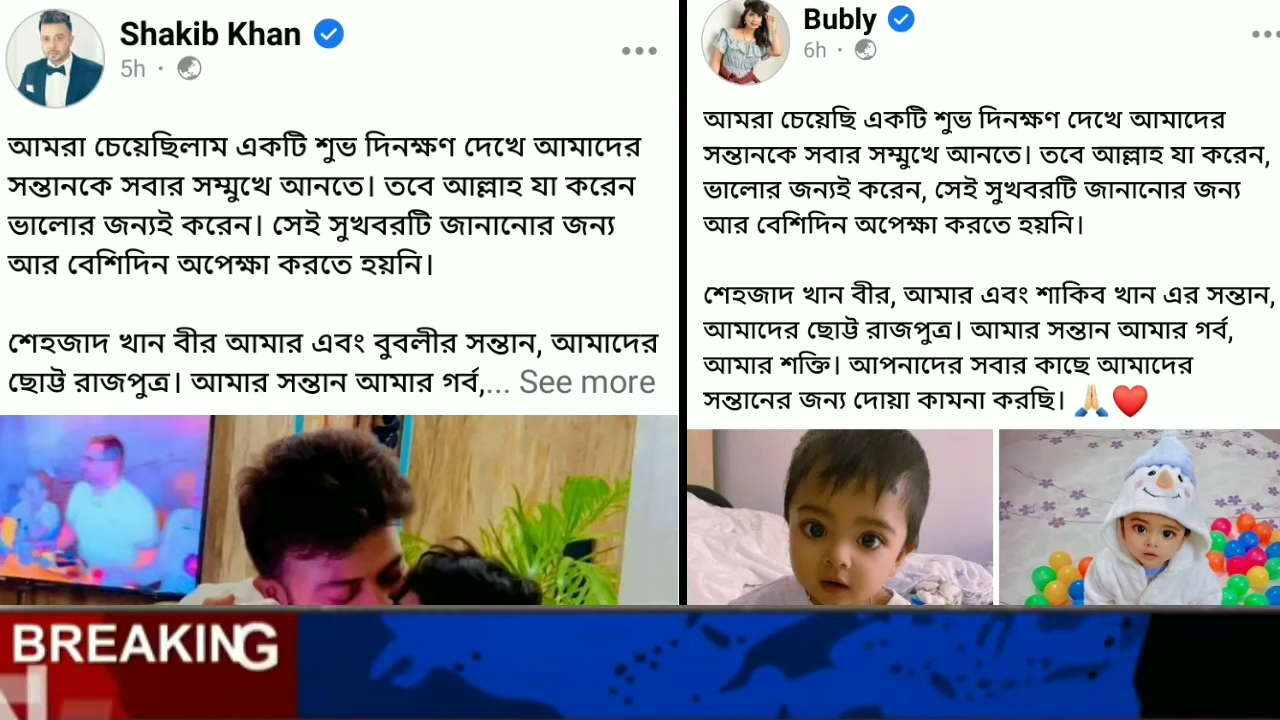 Shakib Khan
5h ·
আমরা চেয়েছিলাম একটি শুভ দিনক্ষণ দেখে আমাদের
সন্তানকে সবার সম্মুখে আনতে। তবে আল্লাহ যা করেন
ভালোর জন্যই করেন। সেই সুখবরটি জানানোর জন্য
আর বেশিদিন অপেক্ষা করতে হয়নি।
শেহজাদ খান বীর আমার এবং বুবলীর সন্তান, আমাদের
ছোট্ট রাজপুত্র। আমার সন্তান আমার গর্ব,... See more
Bubly
6h ·
আমরা চেয়েছি একটি শুভ দিনক্ষণ দেখে আমাদের
সন্তানকে সবার সম্মুখে আনতে। তবে আল্লাহ যা করেন,
ভালোর জন্যই করেন, সেই সুখবরটি জানানোর জন্য
আর বেশিদিন অপেক্ষা করতে হয়নি।
শেহজাদ খান বীর, আমার এবং শাকিব খান এর সন্তান,
আমাদের ছোট্ট রাজপুত্র। আমার সন্তান আমার গর্ব,
আমার শক্তি। আপনাদের সবার কাছে আমাদের
সন্তানের জন্য দোয়া কামনা করছি। 🙏🏼❤️
BREAKING